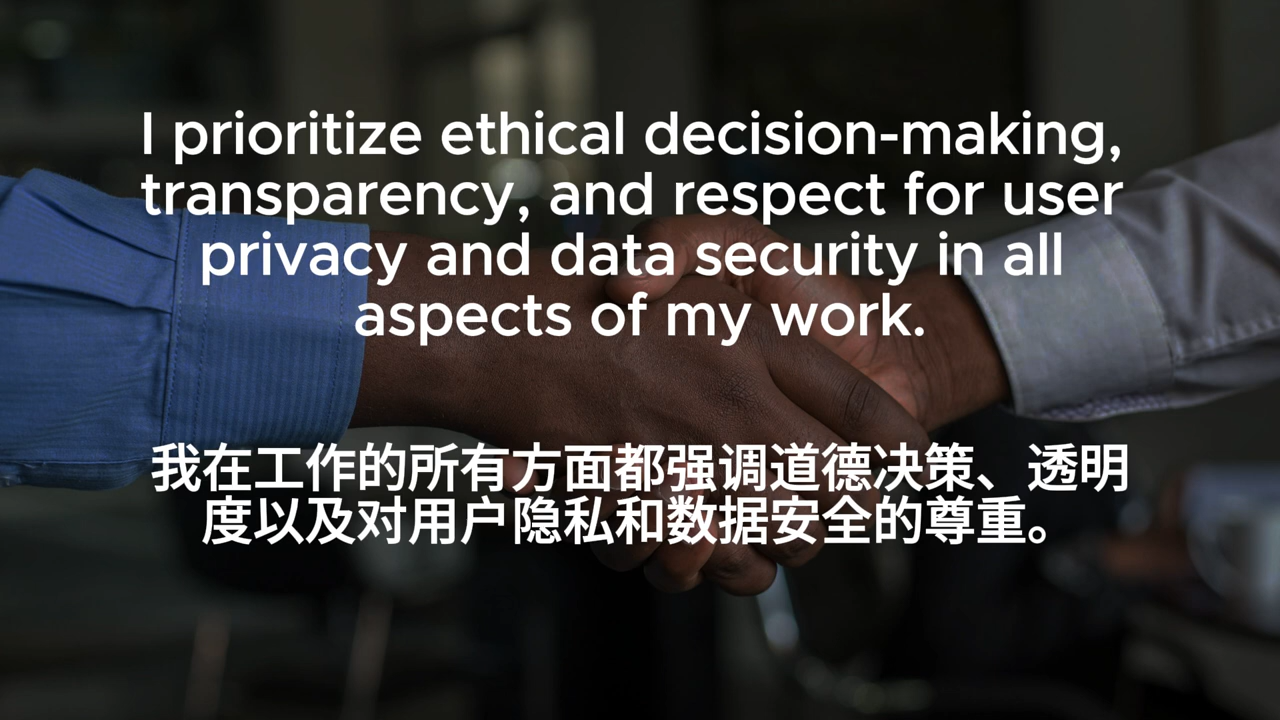 I prioritize ethical decision-making,
transparency, and respect for user
privacy and data security in all
aspects of my work.
我在工作的所有方面都强调道德决策、透明
度以及对用户隐私和数据安全的尊重。